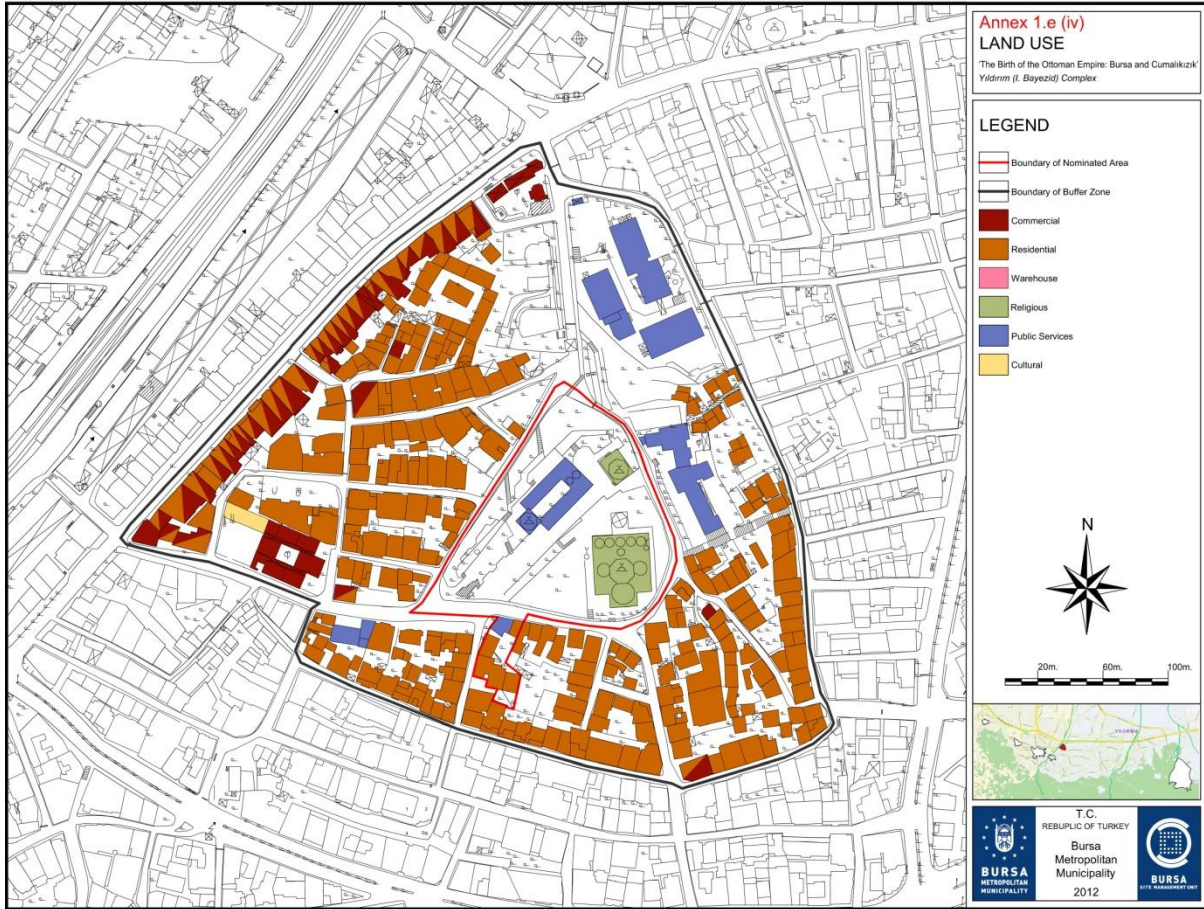 Annex 1.e (iv)
LAND USE
'The Birth of the Ottoman Empire: Bursa and Cumalıkızık'
Yıldırım (I. Bayezid) Complex
LEGEND
Boundary of Nominated Area
Boundary of Buffer Zone
Commercial
Residential
Warehouse
Religious
Public Services
Cultural
N
20m. 60m. 100m.
YILDIRIM
T.C.
REBUPLIC OF TURKEY
Bursa
Metropolitan
Municipality
2012
BURSA
METROPOLITAN
MUNICIPALITY
BURSA
SITE MANAGEMENT UNIT